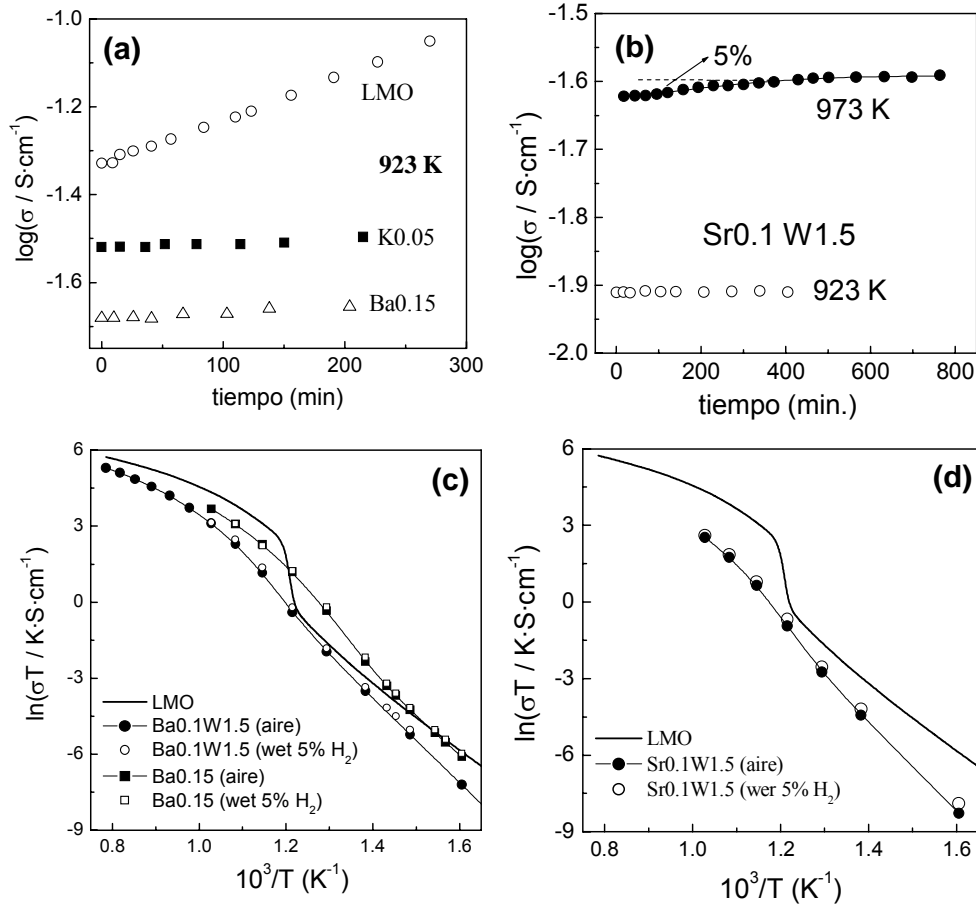 (a)
-1.0
-1.2
-1.4
-1.6
log(σ / S·cm⁻¹)
LMO
923 K
K0.05
Ba0.15
0 100 200 300
tiempo (min)
(b)
-1.5
-1.6
-1.7
-1.8
-1.9
-2.0
log(σ / S·cm⁻¹)
5%
973 K
Sr0.1 W1.5
923 K
0 200 400 600 800
tiempo (min.)
(c)
6
3
0
-3
-6
-9
ln(σT / K·S·cm⁻¹)
LMO
Ba0.1W1.5 (aire)
Ba0.1W1.5 (wet 5% H₂)
Ba0.15 (aire)
Ba0.15 (wet 5% H₂)
0.8 1.0 1.2 1.4 1.6
10³/T (K⁻¹)
(d)
6
3
0
-3
-6
-9
ln(σT / K·S·cm⁻¹)
LMO
Sr0.1W1.5 (aire)
Sr0.1W1.5 (wer 5% H₂)
0.8 1.0 1.2 1.4 1.6
10³/T (K⁻¹)